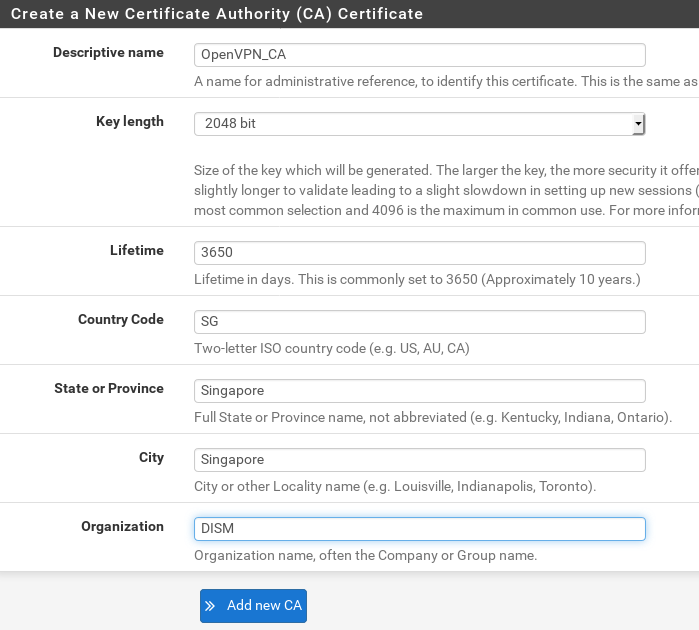 Create a New Certificate Authority (CA) Certificate
Descriptive name
OpenVPN_CA
A name for administrative reference, to identify this certificate. This is the same as
Key length
2048 bit
Size of the key which will be generated. The larger the key, the more security it offer
slightly longer to validate leading to a slight slowdown in setting up new sessions (
most common selection and 4096 is the maximum in common use. For more infor
Lifetime
3650
Lifetime in days. This is commonly set to 3650 (Approximately 10 years.)
Country Code
SG
Two-letter ISO country code (e.g. US, AU, CA)
State or Province
Singapore
Full State or Province name, not abbreviated (e.g. Kentucky, Indiana, Ontario).
City
Singapore
City or other Locality name (e.g. Louisville, Indianapolis, Toronto).
Organization
DISM
Organization name, often the Company or Group name.
Add new CA